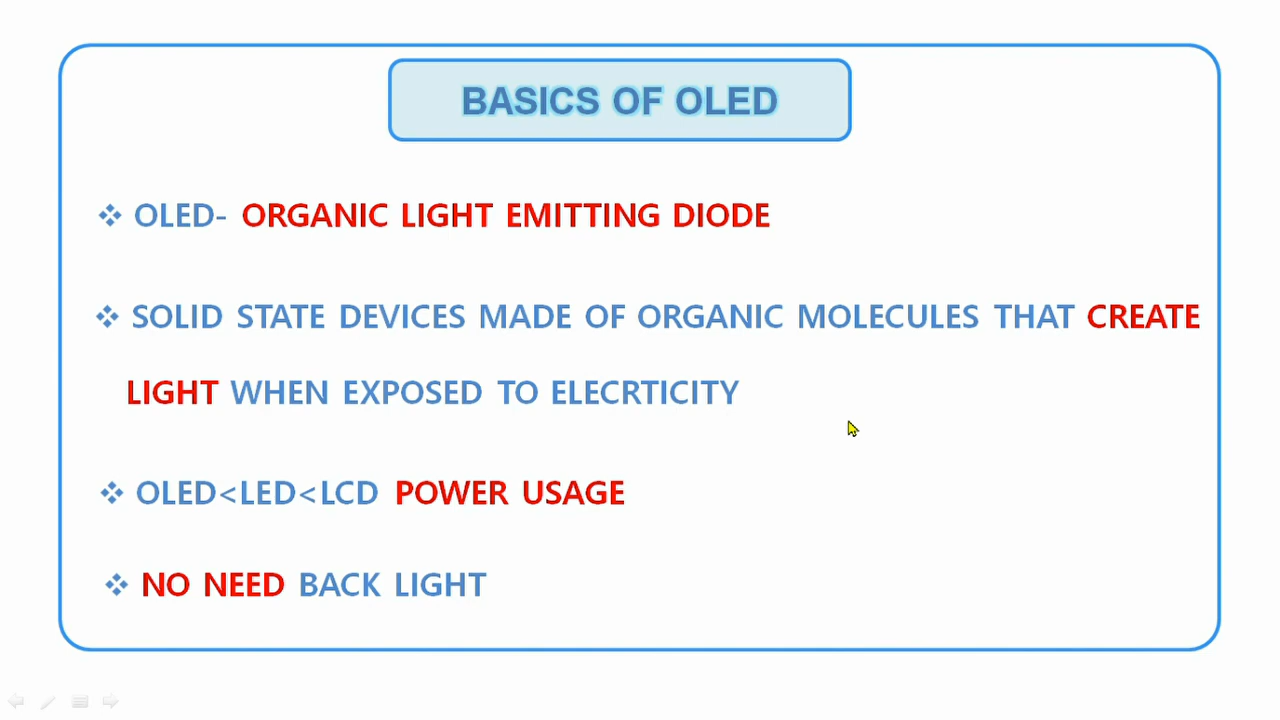 BASICS OF OLED
OLED- ORGANIC LIGHT EMITTING DIODE
SOLID STATE DEVICES MADE OF ORGANIC MOLECULES THAT CREATE
LIGHT WHEN EXPOSED TO ELECRTICITY
OLED<LED<LCD POWER USAGE
NO NEED BACK LIGHT